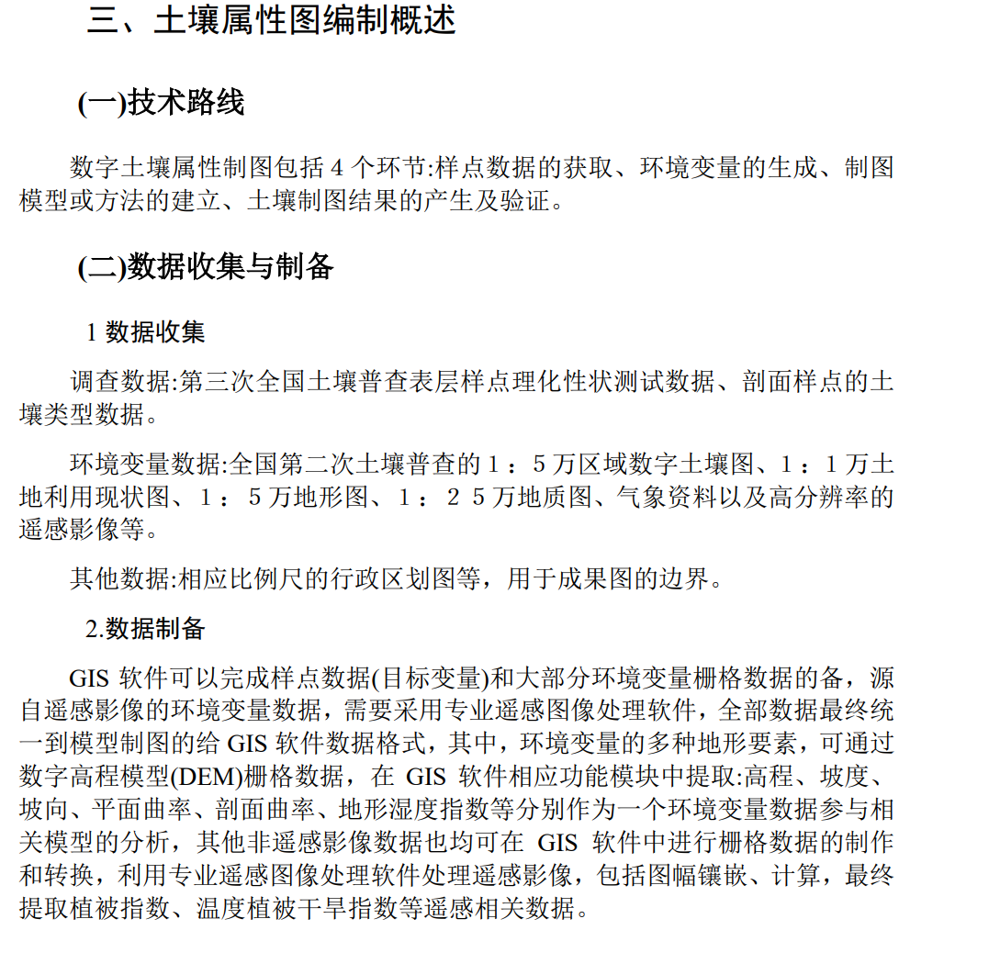 三、土壤属性图编制概述
(一)技术路线
数字土壤属性制图包括４个环节:样点数据的获取、环境变量的生成、制图
模型或方法的建立、土壤制图结果的产生及验证。
(二)数据收集与制备
1 数据收集
调查数据:第三次全国土壤普查表层样点理化性状测试数据、剖面样点的土
壤类型数据。
环境变量数据:全国第二次土壤普查的１：５万区域数字土壤图、１：１万土
地利用现状图、１：５万地形图、１：２５万地质图、气象资料以及高分辨率的
遥感影像等。
其他数据:相应比例尺的行政区划图等，用于成果图的边界。
2.数据制备
GIS 软件可以完成样点数据(目标变量)和大部分环境变量栅格数据的备，源
自遥感影像的环境变量数据，需要采用专业遥感图像处理软件，全部数据最终统
一到模型制图的给 GIS 软件数据格式，其中，环境变量的多种地形要素，可通过
数字高程模型(DEM)栅格数据，在 GIS 软件相应功能模块中提取:高程、坡度、
坡向、平面曲率、剖面曲率、地形湿度指数等分别作为一个环境变量数据参与相
关模型的分析，其他非遥感影像数据也均可在 GIS 软件中进行栅格数据的制作
和转换，利用专业遥感图像处理软件处理遥感影像，包括图幅镶嵌、计算，最终
提取植被指数、温度植被干旱指数等遥感相关数据。